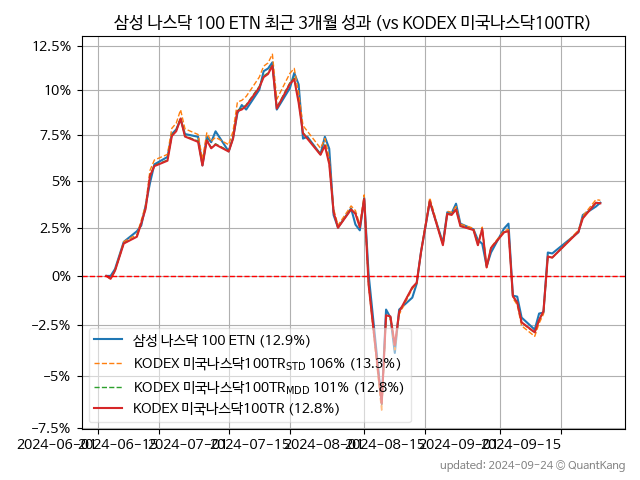 삼성 나스닥 100 ETN 최근 3개월 성과 (vs KODEX 미국나스닥100TR)
12.5%
10%
7.5%
5%
2.5%
0%
−2.5%
−5%
−7.5%
삼성 나스닥 100 ETN (12.9%)
KODEX 미국나스닥100TRSTD 106% (13.3%)
KODEX 미국나스닥100TRMDD 101% (12.8%)
KODEX 미국나스닥100TR (12.8%)
2024-06-01 2024-06-15 2024-07-01 2024-07-15 2024-08-01 2024-08-15 2024-09-01 2024-09-15
updated: 2024-09-24 © QuantKang